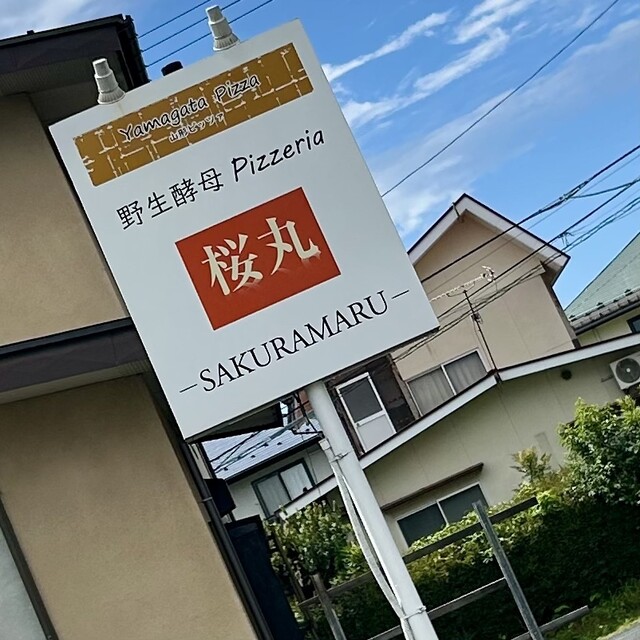 Yamagata Pizza
山形ピッツァ
野生酵母 Pizzeria
桜丸
－SAKURAMARU－